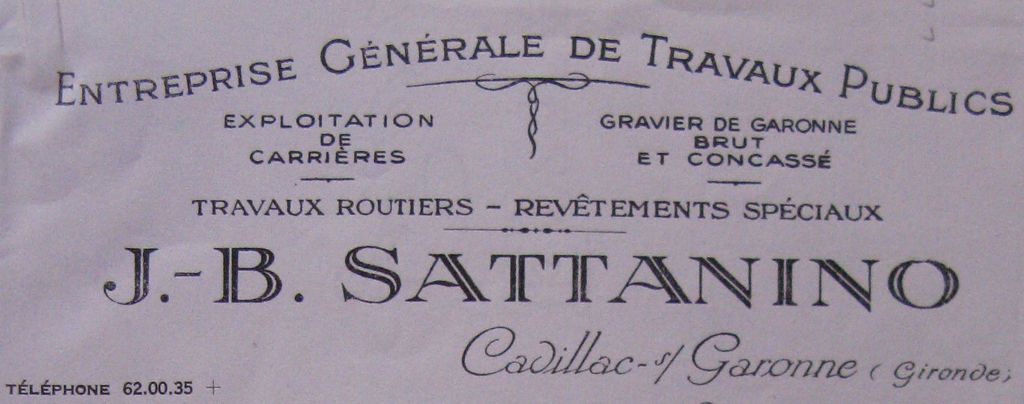 ENTREPRISE GÉNÉRALE DE TRAVAUX PUBLICS
EXPLOITATION
DE
CARRIÈRES
GRAVIER DE GARONNE
BRUT
ET CONCASSÉ
TRAVAUX ROUTIERS – REVÊTEMENTS SPÉCIAUX
J.-B. SATTANINO
Cadillac-s/ Garonne (Gironde)
TÉLÉPHONE 62.00.35 +